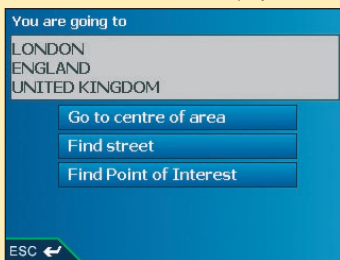 You are going to
LONDON
ENGLAND
UNITED KINGDOM
Go to centre of area
Find street
Find Point of Interest
ESC